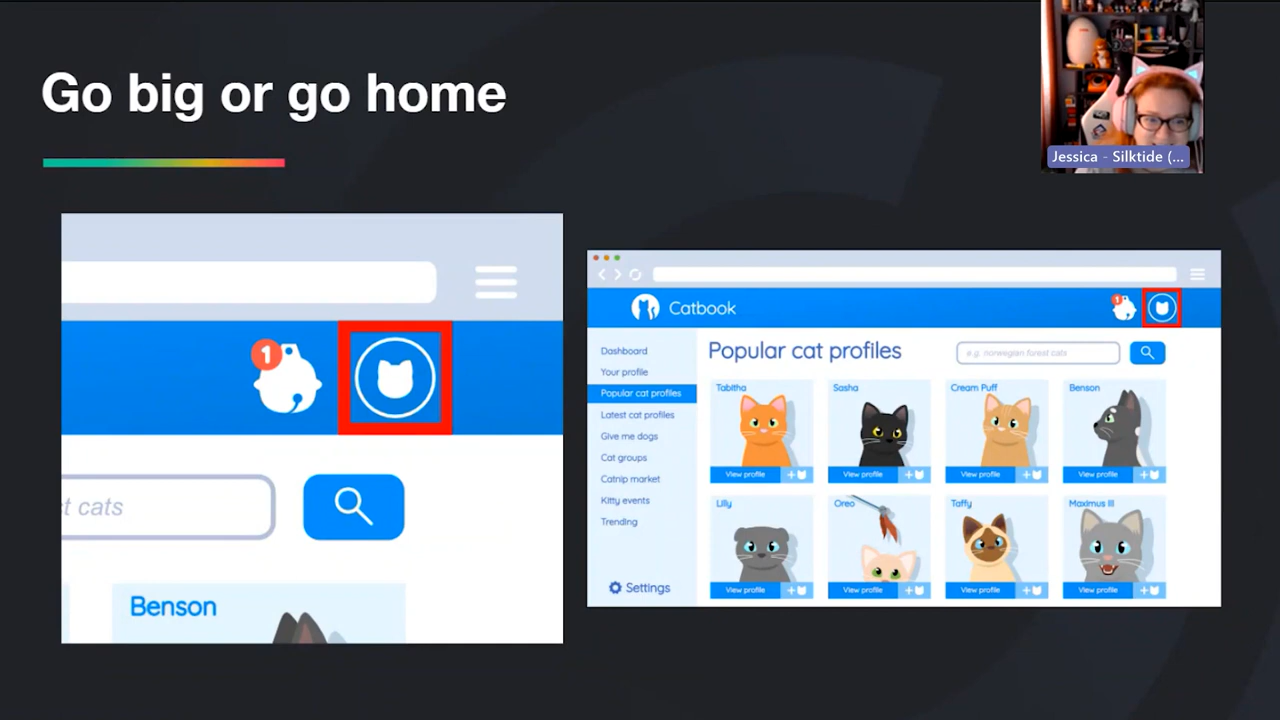 Go big or go home
Jessica - Silktide (...
1
t cats
Benson
Catbook
1
Dashboard
Your profile
Popular cat profiles
Latest cat profiles
Give me dogs
Cat groups
Catnip market
Kitty events
Trending
Settings
Popular cat profiles
e.g. norwegian forest cats
Tabitha
Sasha
Cream Puff
Benson
View profile
View profile
View profile
View profile
Lilly
Oreo
Taffy
Maximus III
View profile
View profile
View profile
View profile